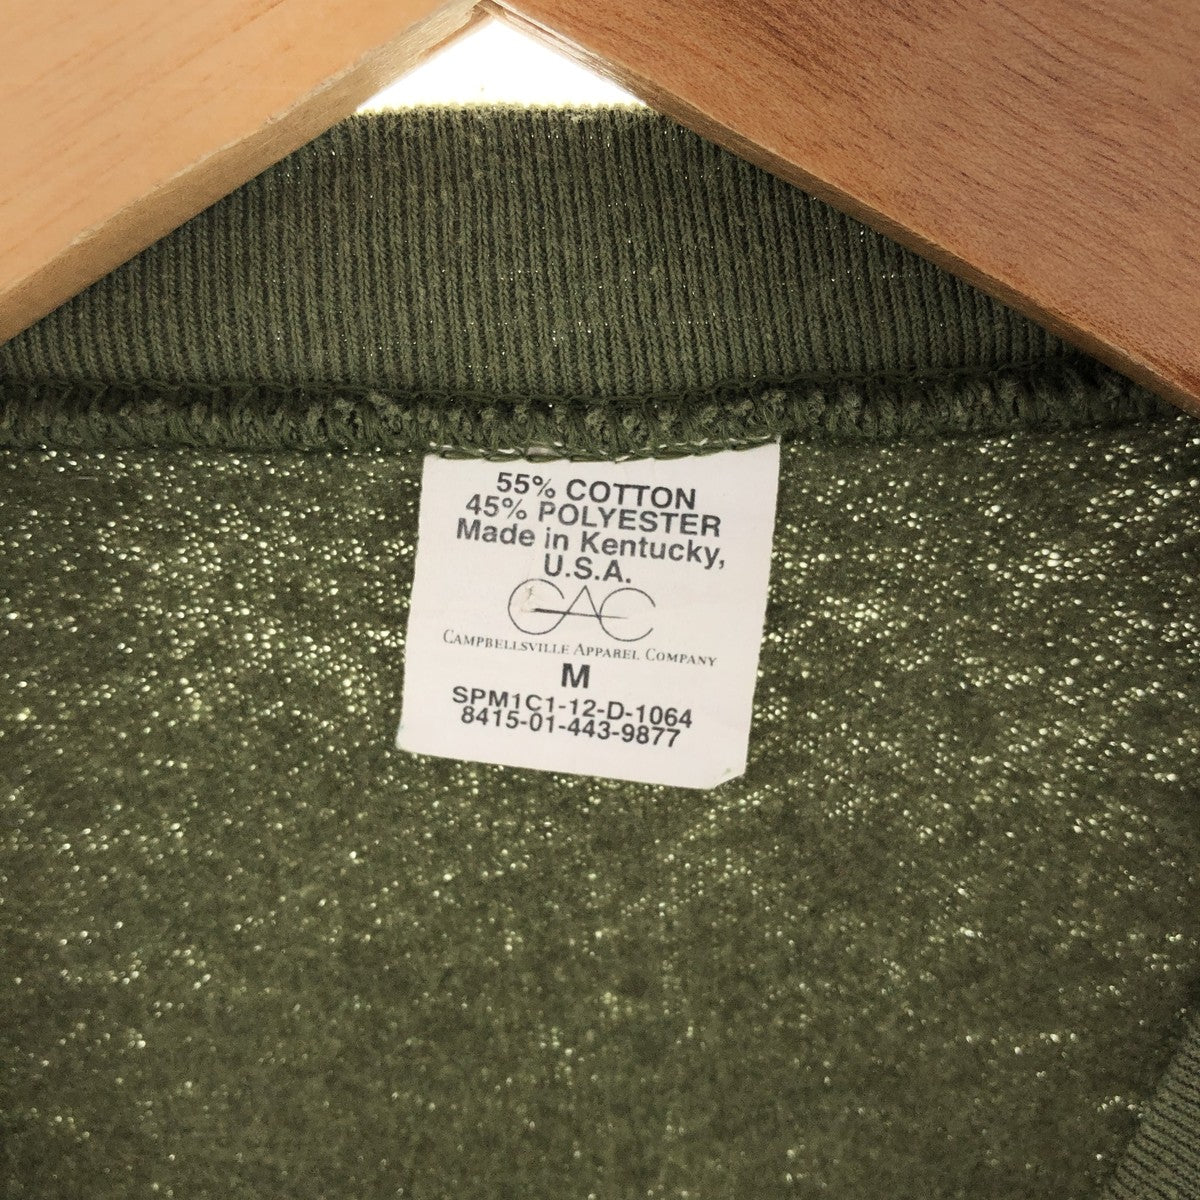 55% COTTON
45% POLYESTER
Made in Kentucky,
U.S.A.
CAC
CAMPBELLSVILLE APPAREL COMPANY
M
SPM1C1-12-D-1064
8415-01-443-9877